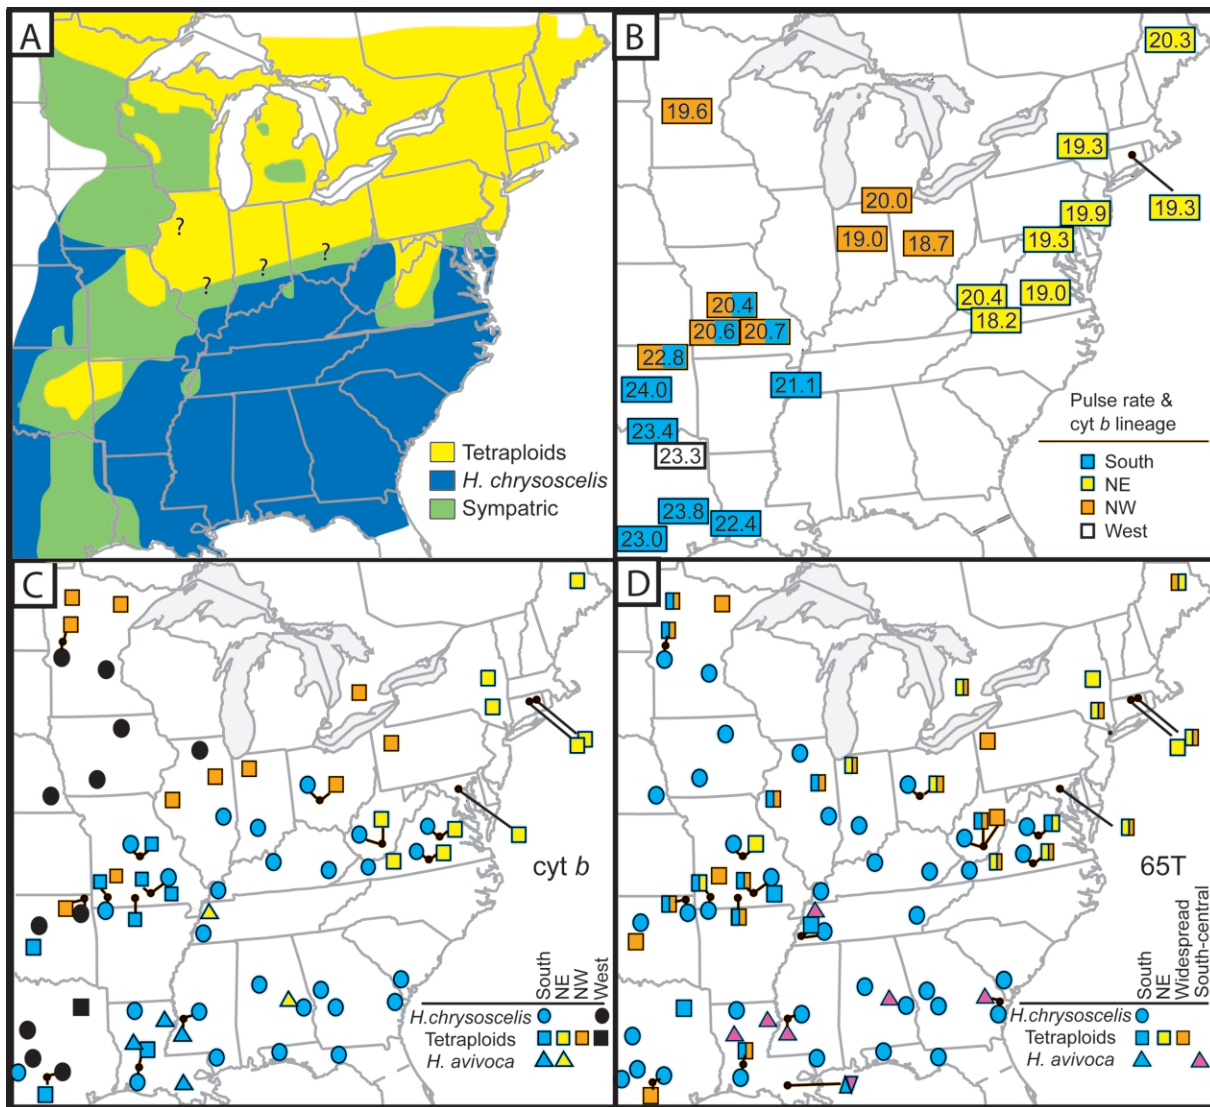 A
?
?
?
?
Tetraploids
H. chrysoscelis
Sympatric
B
20.3
19.6
19.3
20.0
19.9
19.3
19.0
18.7
19.3
20.4
19.0
18.2
20.4
20.6
20.7
22.8
24.0
21.1
23.4
23.3
23.8
22.4
23.0
Pulse rate &
cyt b lineage
South
NE
NW
West
C
cyt b
South
NE
NW
West
H.chrysoscelis
Tetraploids
H. avivoca
D
65T
South
NE
Widespread
South-central
H.chrysoscelis
Tetraploids
H. avivoca